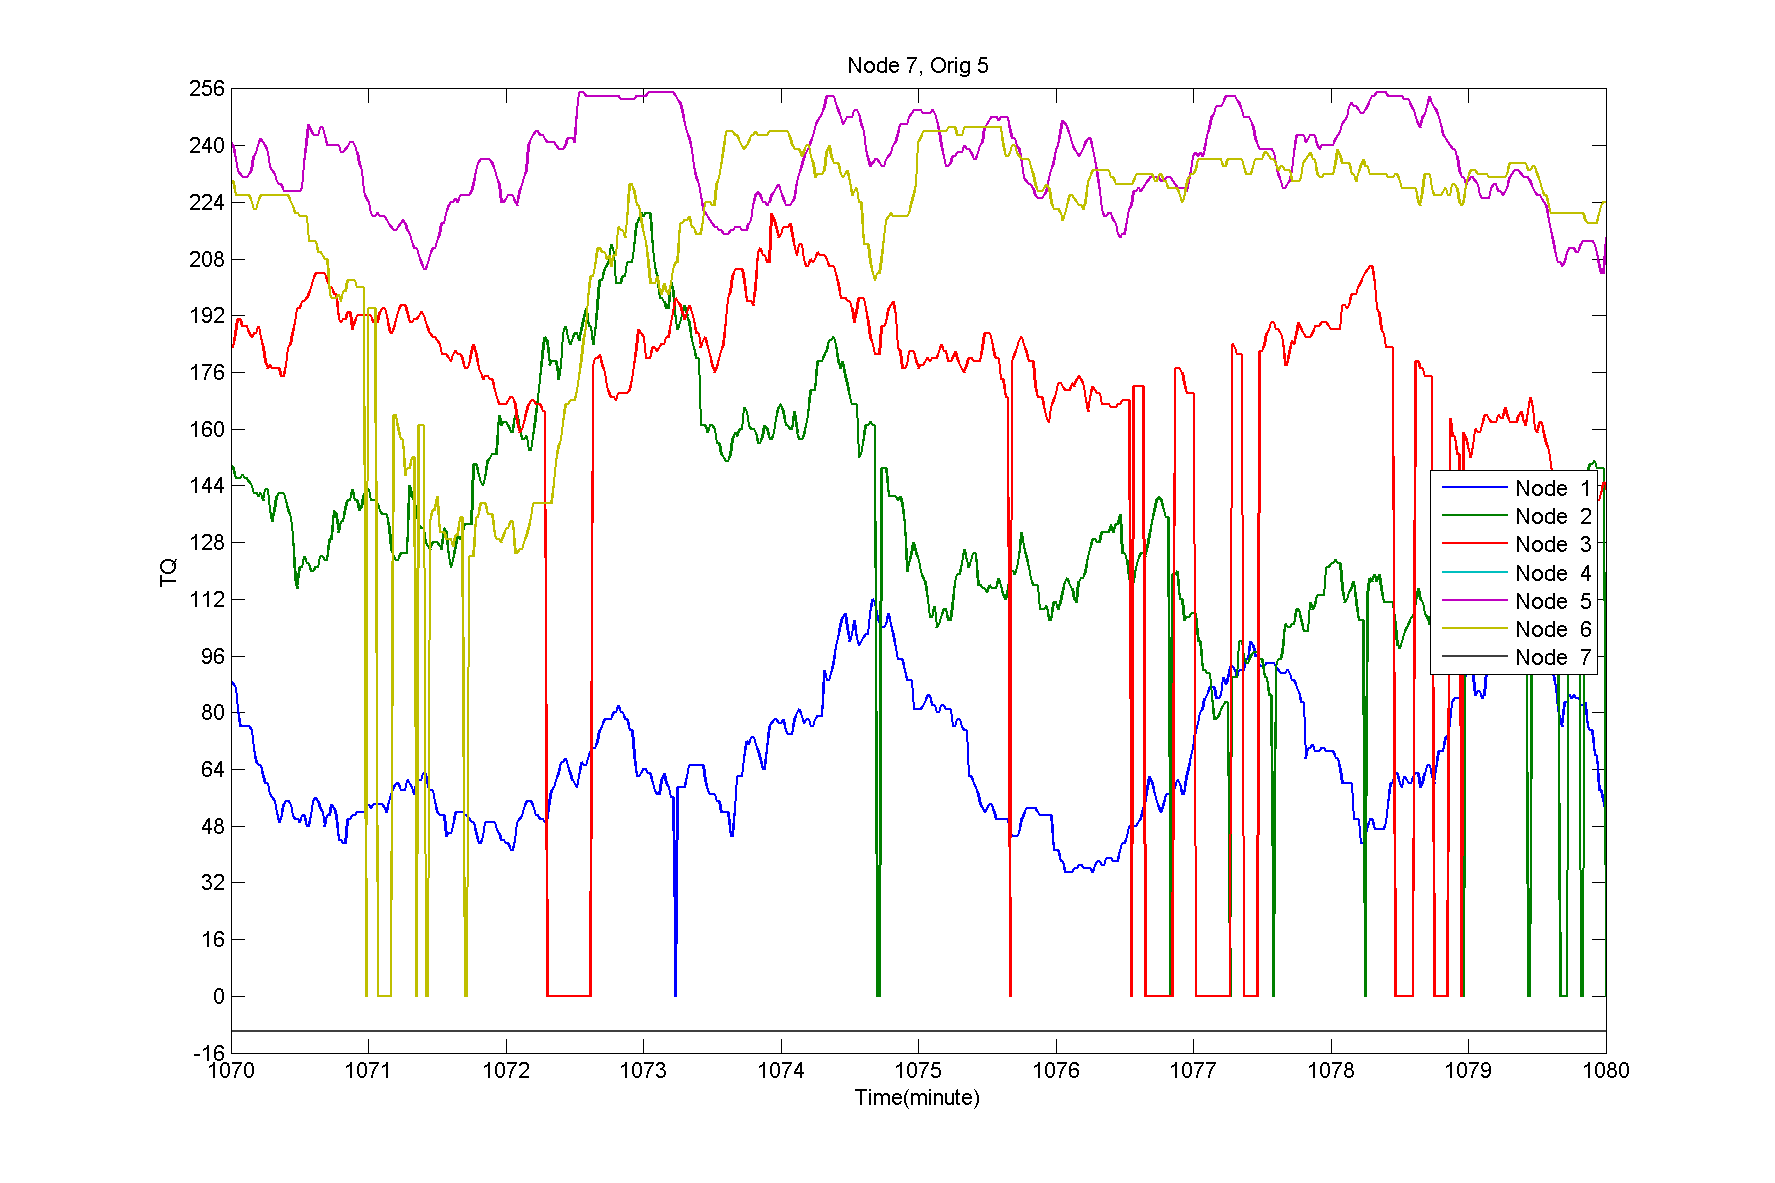 Node 7, Orig 5
256
240
224
208
192
176
160
144
128
112
96
80
64
48
32
16
0
-16
TQ
Node 1
Node 2
Node 3
Node 4
Node 5
Node 6
Node 7
1070 1071 1072 1073 1074 1075 1076 1077 1078 1079 1080
Time(minute)